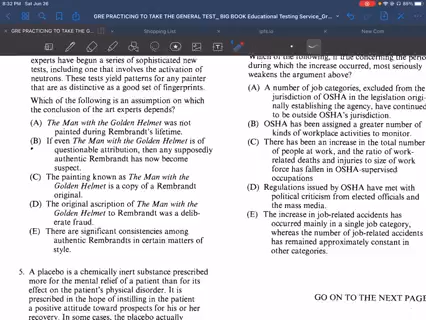 9:32 PM Sat Jun 26
89%
GRE PRACTICING TO TAKE THE GENERAL TEST_ BIG BOOK Educational Testing Service_Gr...
GRE PRACTICING TO TAKE THE G...
Shopping List
ipfs.io
New Com
experts have begun a series of sophisticated new
tests, including one that involves the activation of
neutrons. These tests yield patterns for any painter
that are as distinctive as a good set of fingerprints.
Which of the following is an assumption on which
the conclusion of the art experts depends?
(A) The Man with the Golden Helmet was not
painted during Rembrandt's lifetime.
(B) If even The Man with the Golden Helmet is of
questionable attribution, then any supposedly
authentic Rembrandt has now become
suspect.
(C) The painting known as The Man with the
Golden Helmet is a copy of a Rembrandt
original.
(D) The original ascription of The Man with the
Golden Helmet to Rembrandt was a delib-
erate fraud.
(E) There are significant consistencies among
authentic Rembrandts in certain matters of
style.
5. A placebo is a chemically inert substance prescribed
more for the mental relief of a patient than for its
effect on the patient's physical disorder. It is
prescribed in the hope of instilling in the patient
a positive attitude toward prospects for his or her
recovery. In some cases, the placebo actually
Which of the following, if true concerning the period
during which the increase occurred, most seriously
weakens the argument above?
(A) A number of job categories, excluded from the
jurisdiction of OSHA in the legislation origi-
nally establishing the agency, have continued
to be outside OSHA's jurisdiction.
(B) OSHA has been assigned a greater number of
kinds of workplace activities to monitor.
(C) There has been an increase in the total number
of people at work, and the ratio of work-
related deaths and injuries to size of work
force has fallen in OSHA-supervised
occupations
(D) Regulations issued by OSHA have met with
political criticism from elected officials and
the mass media.
(E) The increase in job-related accidents has
occurred mainly in a single job category,
whereas the number of job-related accidents
has remained approximately constant in
other categories.
GO ON TO THE NEXT PAGE